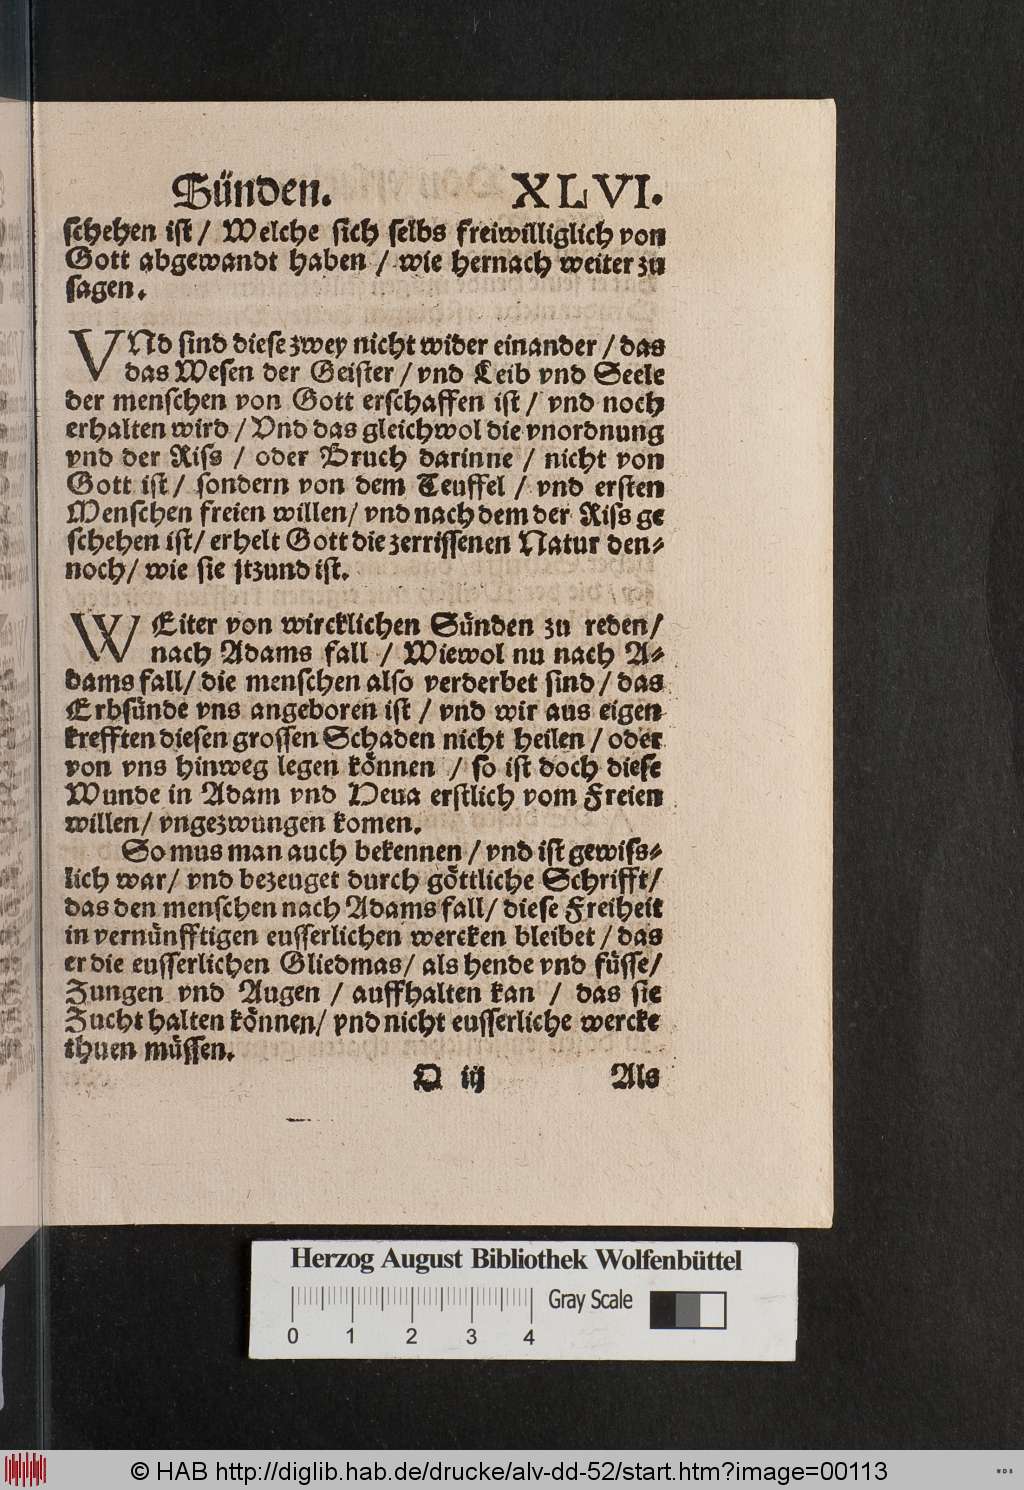 Sünden. XLVI.
schehen ist / Welche sich selbs freiwilliglich von
Gott abgewandt haben / wie hernach weiter zu
sagen.
VNd sind diese zwey nicht wider einander / das
das Wesen der Geister / vnd Leib vnd Seele
der menschen von Gott erschaffen ist / vnd noch
erhalten wird / Vnd das gleichwol die vnordnung
vnd der Riss / oder Bruch darinne / nicht von
Gott ist / sondern von dem Teuffel / vnd ersten
Menschen freien willen / vnd nach dem der Riss ge
schehen ist / erhelt Gott die zerrissenen Natur den⸗
noch / wie sie jtzund ist.
WEiter von wircklichen Sünden zu reden /
nach Adams fall / Wiewol nu nach A⸗
dams fall / die menschen also verderbet sind / das
Erbsünde vns angeboren ist / vnd wir aus eigen
krefften diesen grossen Schaden nicht heilen / oder
von vns hinweg legen können / so ist doch diese
Wunde in Adam vnd Heua erstlich vom Freien
willen / vngezwungen komen.
So mus man auch bekennen / vnd ist gewiss⸗
lich war / vnd bezeuget durch göttliche Schrifft /
das den menschen nach Adams fall / diese Freiheit
in vernünfftigen eusserlichen wercken bleibet / das
er die eusserlichen Gliedmas / als hende vnd füsse /
Zungen vnd Augen / auffhalten kan / das sie
Zucht halten können / vnd nicht eusserliche wercke
thuen müssen.
O iij Als
Herzog August Bibliothek Wolfenbüttel
Gray Scale
0 1 2 3 4
© HAB http://diglib.hab.de/drucke/alv-dd-52/start.htm?image=00113